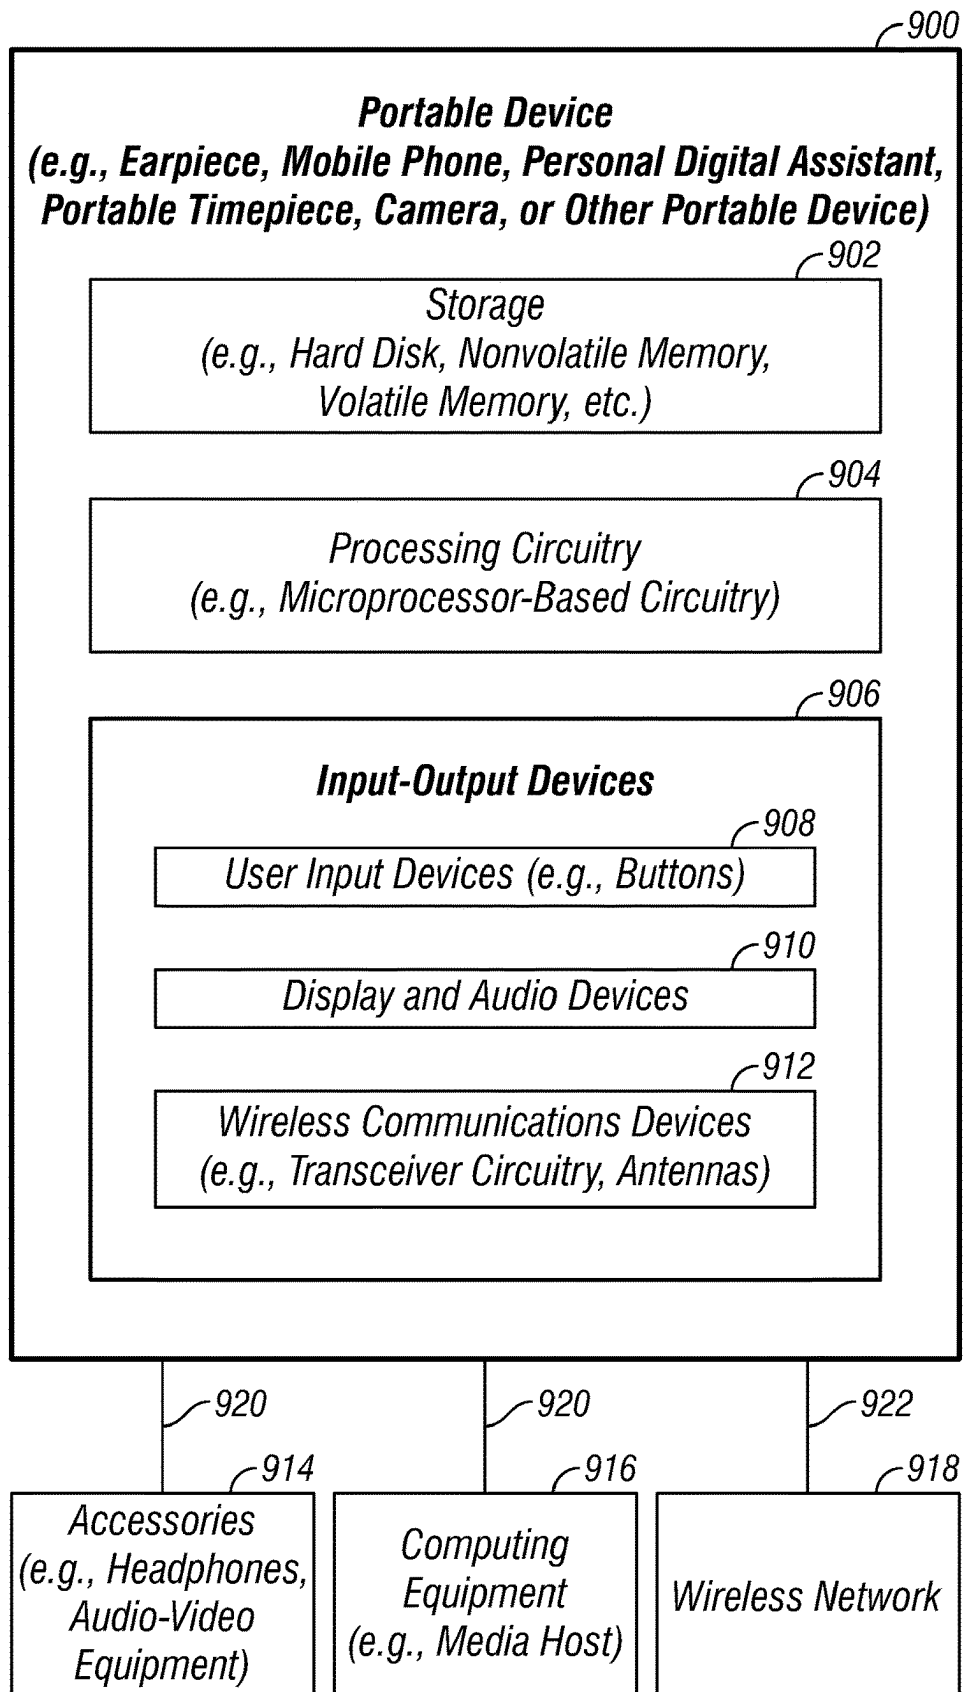 900
Portable Device
(e.g., Earpiece, Mobile Phone, Personal Digital Assistant,
Portable Timepiece, Camera, or Other Portable Device)
902
Storage
(e.g., Hard Disk, Nonvolatile Memory,
Volatile Memory, etc.)
904
Processing Circuitry
(e.g., Microprocessor-Based Circuitry)
906
Input-Output Devices
908
User Input Devices (e.g., Buttons)
910
Display and Audio Devices
912
Wireless Communications Devices
(e.g., Transceiver Circuitry, Antennas)
920
920
922
914
Accessories
(e.g., Headphones,
Audio-Video
Equipment)
916
Computing
Equipment
(e.g., Media Host)
918
Wireless Network